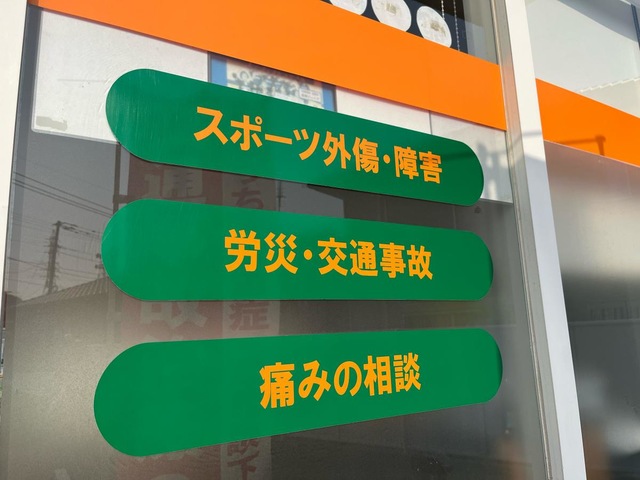 スポーツ外傷・障害
労災・交通事故
痛みの相談